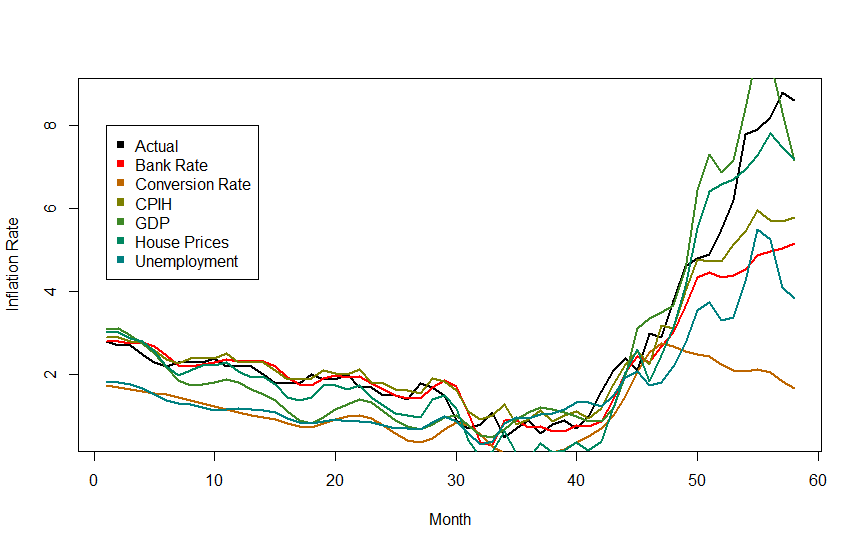 Actual
Bank Rate
Conversion Rate
CPIH
GDP
House Prices
Unemployment
Inflation Rate
8
6
4
2
0 10 20 30 40 50 60
Month